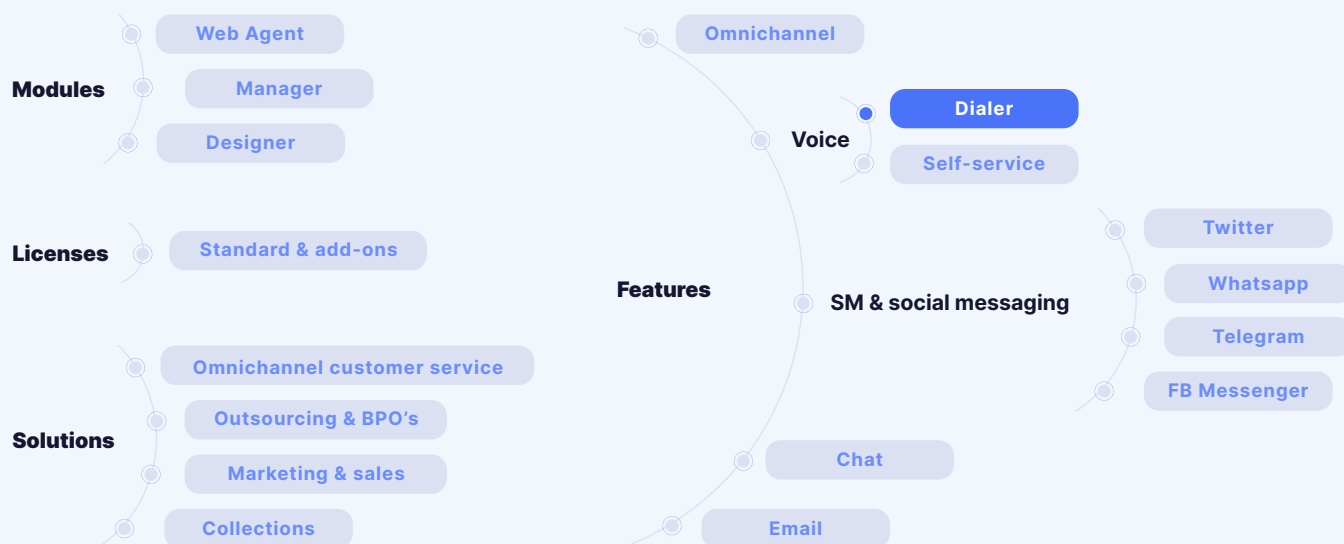 Modules
Web Agent
Manager
Designer
Licenses
Standard & add-ons
Solutions
Omnichannel customer service
Outsourcing & BPO’s
Marketing & sales
Collections
Features
Omnichannel
Voice
Dialer
Self-service
SM & social messaging
Twitter
Whatsapp
Telegram
FB Messenger
Chat
Email